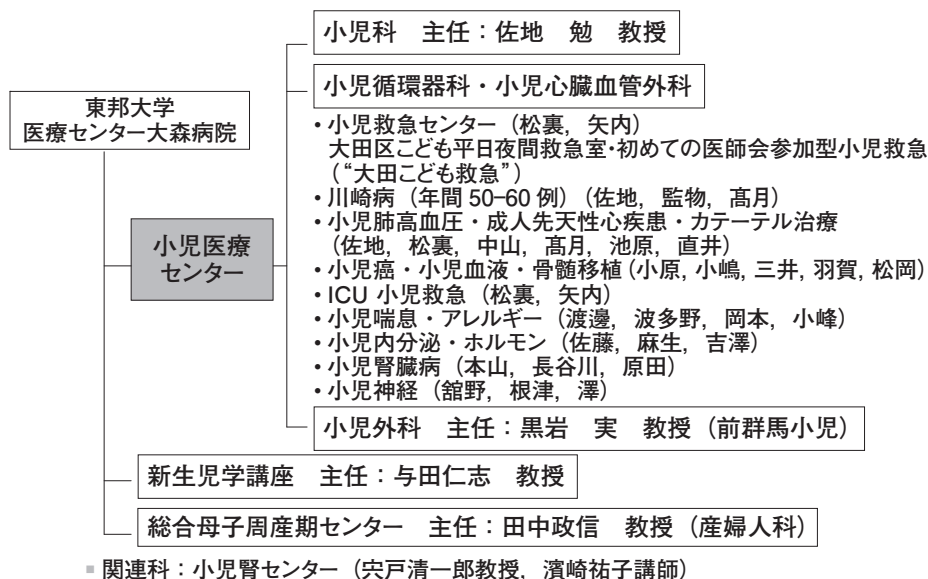 小児科　主任：佐地　勉　教授
小児循環器科・小児心臓血管外科
東邦大学
医療センター大森病院
・小児救急センター（松裏，矢内）
大田区こども平日夜間救急室・初めての医師会参加型小児救急
（“大田こども救急”）
・川崎病（年間 50−60 例）（佐地，監物，髙月）
・小児肺高血圧・成人先天性心疾患・カテーテル治療
（佐地，松裏，中山，髙月，池原，直井）
小児医療
センター
・小児癌・小児血液・骨髄移植（小原，小嶋，三井，羽賀，松岡）
・ICU 小児救急（松裏，矢内）
・小児喘息・アレルギー（渡邊，波多野，岡本，小峰）
・小児内分泌・ホルモン（佐藤，麻生，吉澤）
・小児腎臓病（本山，長谷川，原田）
・小児神経（舘野，根津，澤）
小児外科　主任：黒岩　実　教授（前群馬小児）
新生児学講座　主任：与田仁志　教授
総合母子周産期センター　主任：田中政信　教授（産婦人科）
関連科：小児腎センター（宍戸清一郎教授，濱崎祐子講師）